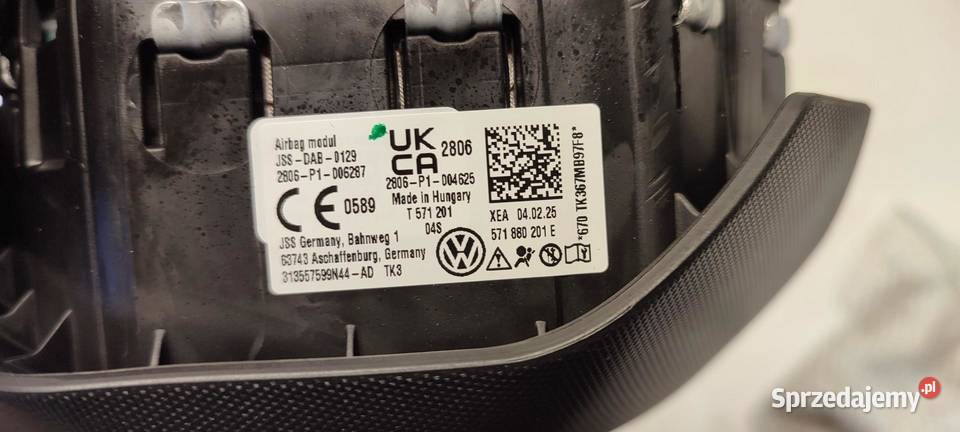 Airbag modul
JSS-DAB-0129
2806-P1-006287
CE 0589
JSS Germany, Bahnweg 1
63743 Aschaffenburg, Germany
313557599N44-AD TK3
UK
CA
2806
2806-P1-004625
Made in Hungary
T 571 201
04S
XEA 04.02.25
571 880 201 E
*670 TK367MB97F8*
Sprzedajemy.pl